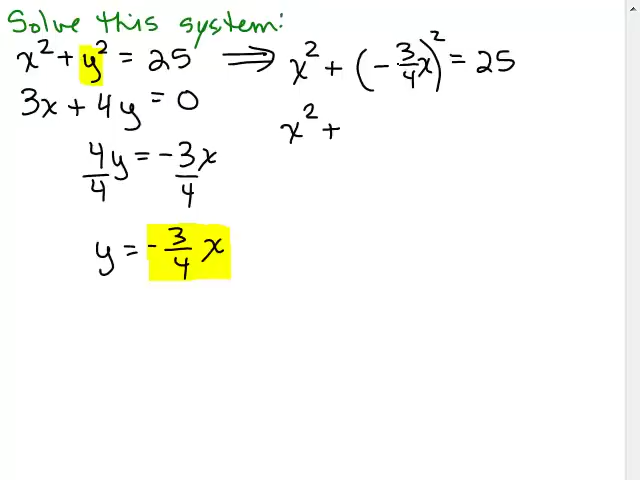 Solve this system:
x² + y² = 25 ⟹ x² + (-3/4 x)² = 25
3x + 4y = 0
x² +
4y/4 = -3x/4
y = -3/4 x